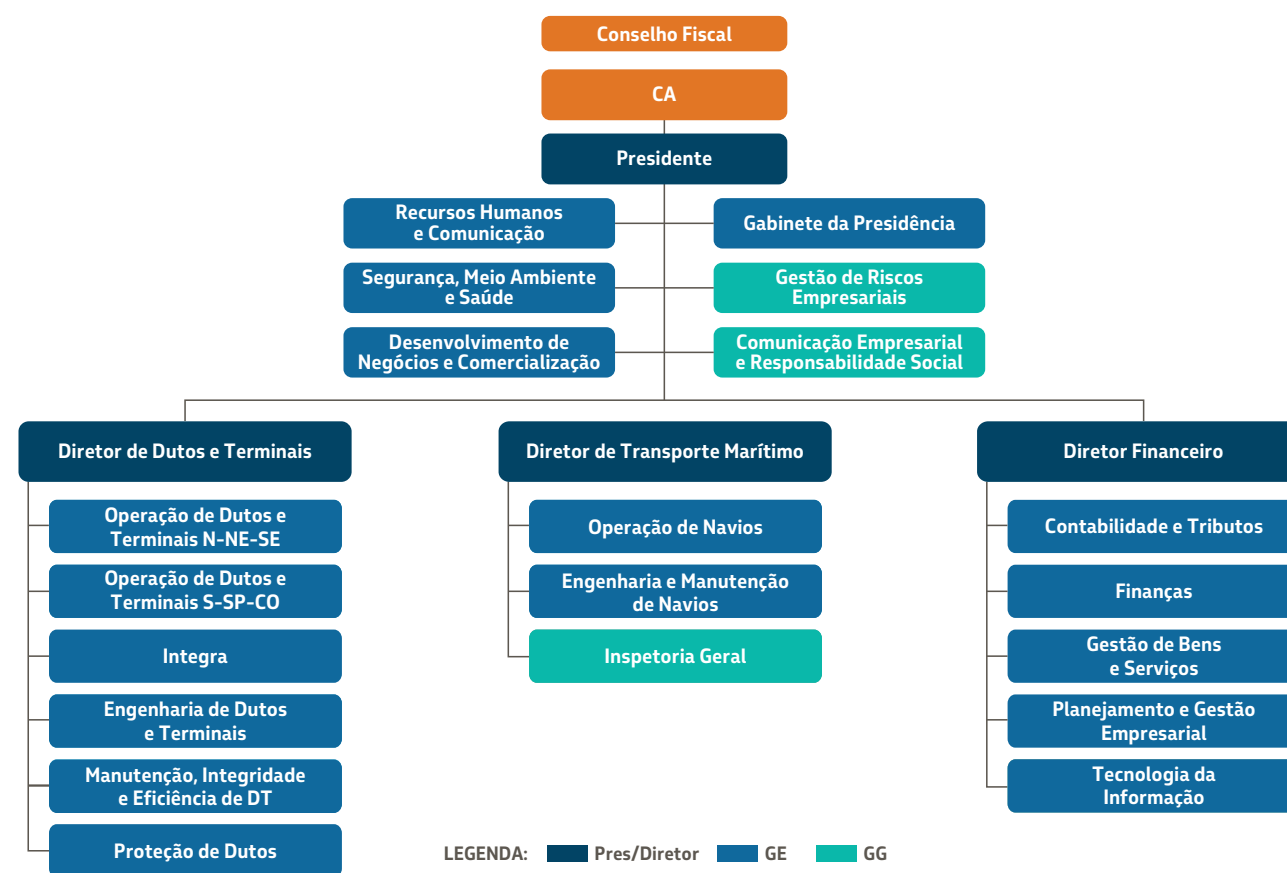 Conselho Fiscal
CA
Presidente
Recursos Humanos
e Comunicação
Gabinete da Presidência
Segurança, Meio Ambiente
e Saúde
Gestão de Riscos
Empresariais
Desenvolvimento de
Negócios e Comercialização
Comunicação Empresarial
e Responsabilidade Social
Diretor de Dutos e Terminais
Operação de Dutos e
Terminais N-NE-SE
Operação de Dutos e
Terminais S-SP-CO
Integra
Engenharia de Dutos
e Terminais
Manutenção, Integridade
e Eficiência de DT
Proteção de Dutos
Diretor de Transporte Marítimo
Operação de Navios
Engenharia e Manutenção
de Navios
Inspetoria Geral
Diretor Financeiro
Contabilidade e Tributos
Finanças
Gestão de Bens
e Serviços
Planejamento e Gestão
Empresarial
Tecnologia da
Informação
LEGENDA: Pres/Diretor GE GG